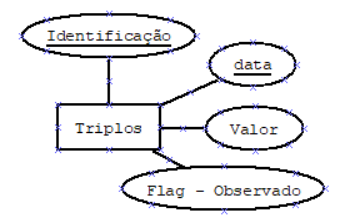 Identificação
data
Triplos
Valor
Flag - Observado